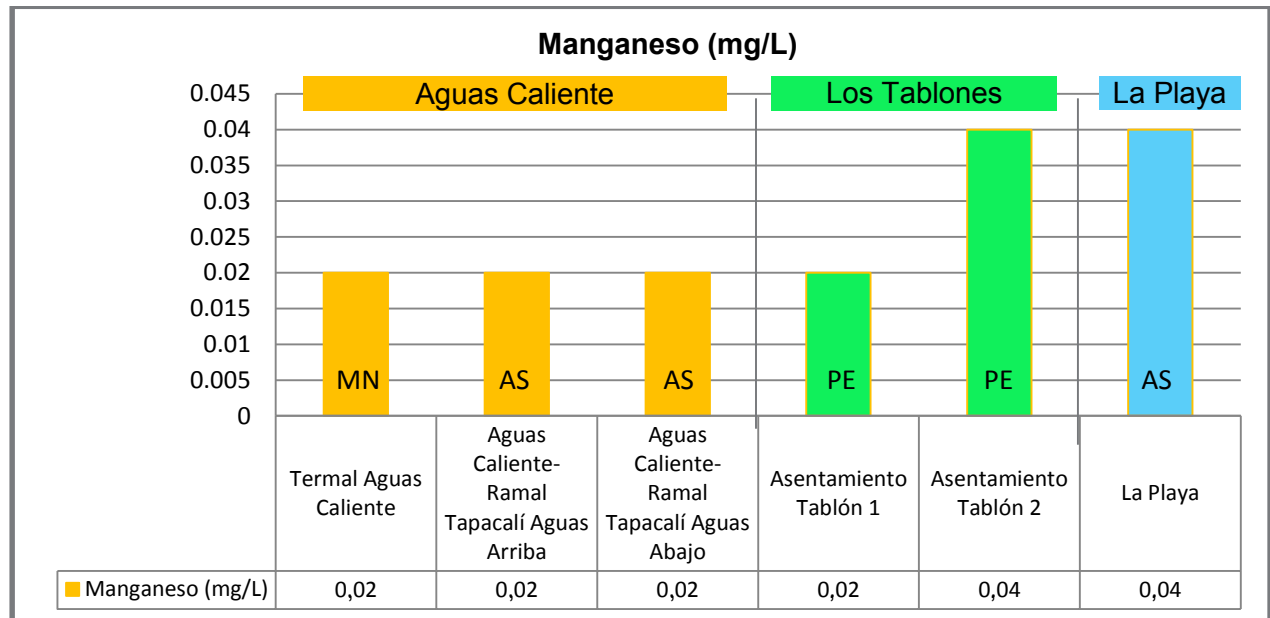 Manganeso (mg/L)
Aguas Caliente
Los Tablones
La Playa
0.045
0.04
0.035
0.03
0.025
0.02
0.015
0.01
0.005
0
MN
AS
AS
PE
PE
AS
Termal Aguas
Caliente
Aguas
Caliente-
Ramal
Tapacalí Aguas
Arriba
Aguas
Caliente-
Ramal
Tapacalí Aguas
Abajo
Asentamiento
Tablón 1
Asentamiento
Tablón 2
La Playa
Manganeso (mg/L) 0,02 0,02 0,02 0,02 0,04 0,04